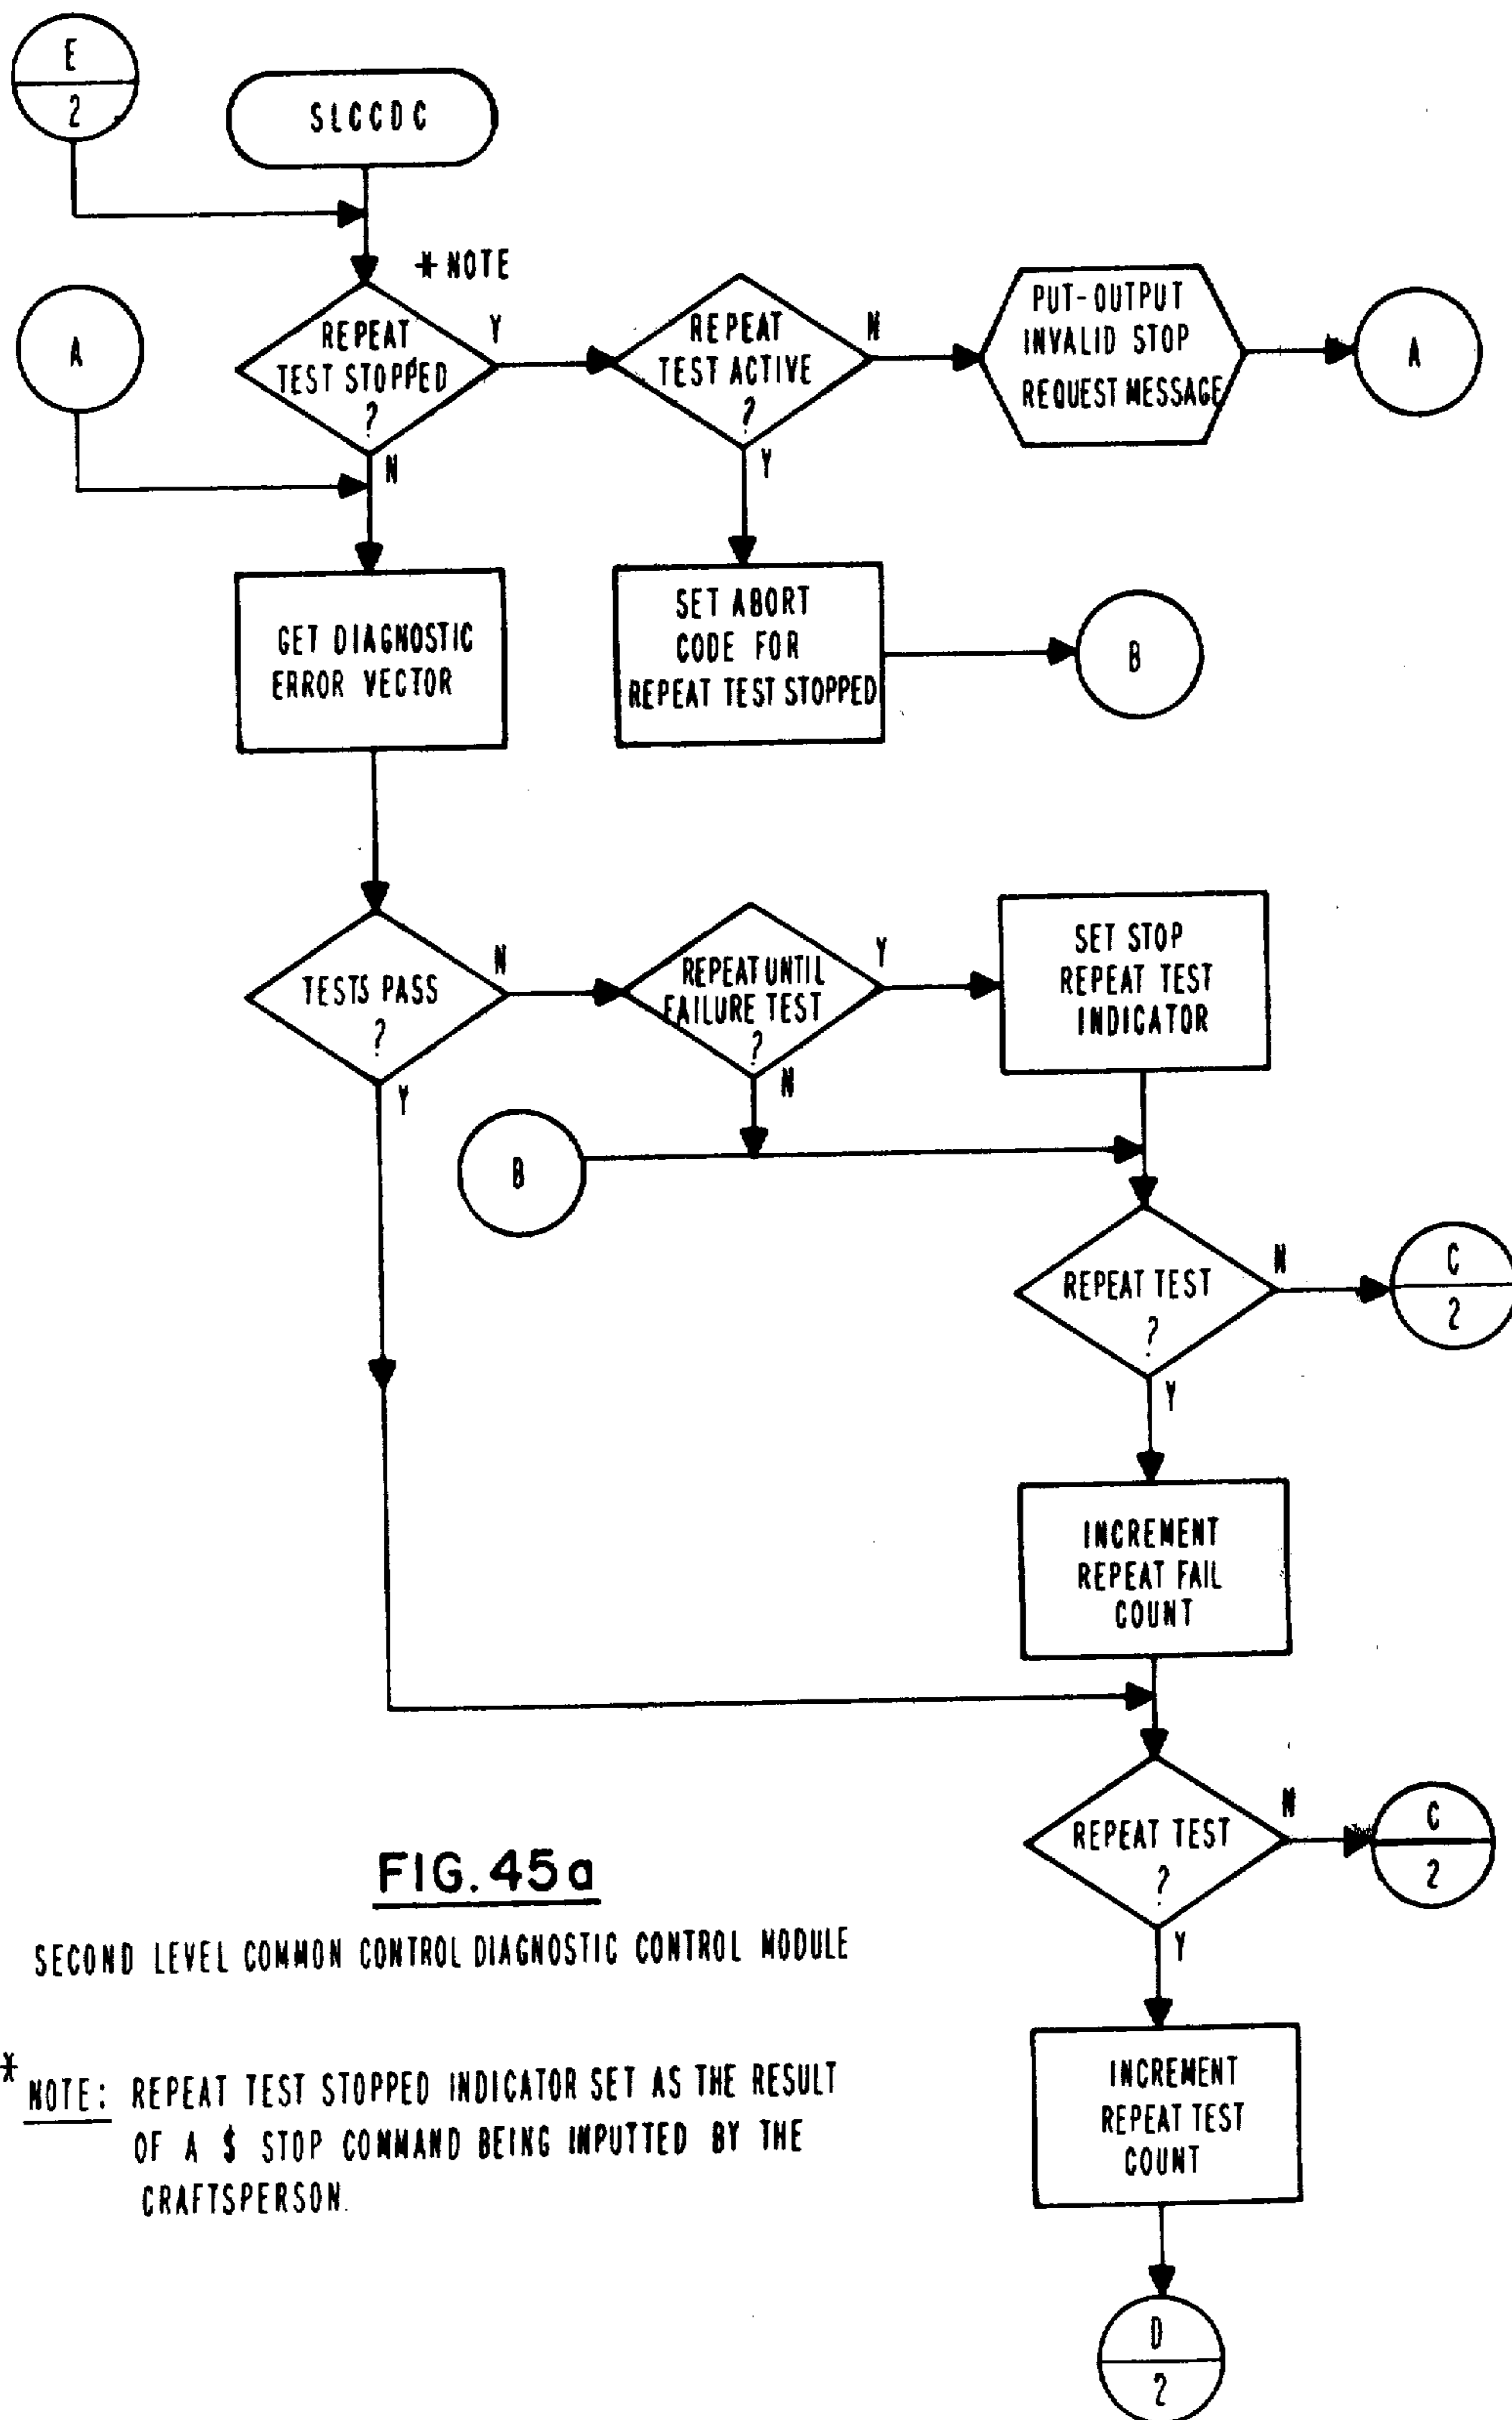 E
2
SLCCDC
* NOTE
REPEAT
TEST STOPPED
?
Y
N
REPEAT
TEST ACTIVE
?
N
Y
PUT-OUTPUT
INVALID STOP
REQUEST MESSAGE
A
A
GET DIAGNOSTIC
ERROR VECTOR
SET ABORT
CODE FOR
REPEAT TEST STOPPED
B
TESTS PASS
?
N
Y
REPEAT UNTIL
FAILURE TEST
?
Y
N
SET STOP
REPEAT TEST
INDICATOR
B
REPEAT TEST
?
N
Y
C
2
INCREMENT
REPEAT FAIL
COUNT
REPEAT TEST
?
N
Y
C
2
INCREMENT
REPEAT TEST
COUNT
D
2
FIG. 45a
SECOND LEVEL COMMON CONTROL DIAGNOSTIC CONTROL MODULE
* NOTE: REPEAT TEST STOPPED INDICATOR SET AS THE RESULT
OF A $ STOP COMMAND BEING INPUTTED BY THE
CRAFTSPERSON.